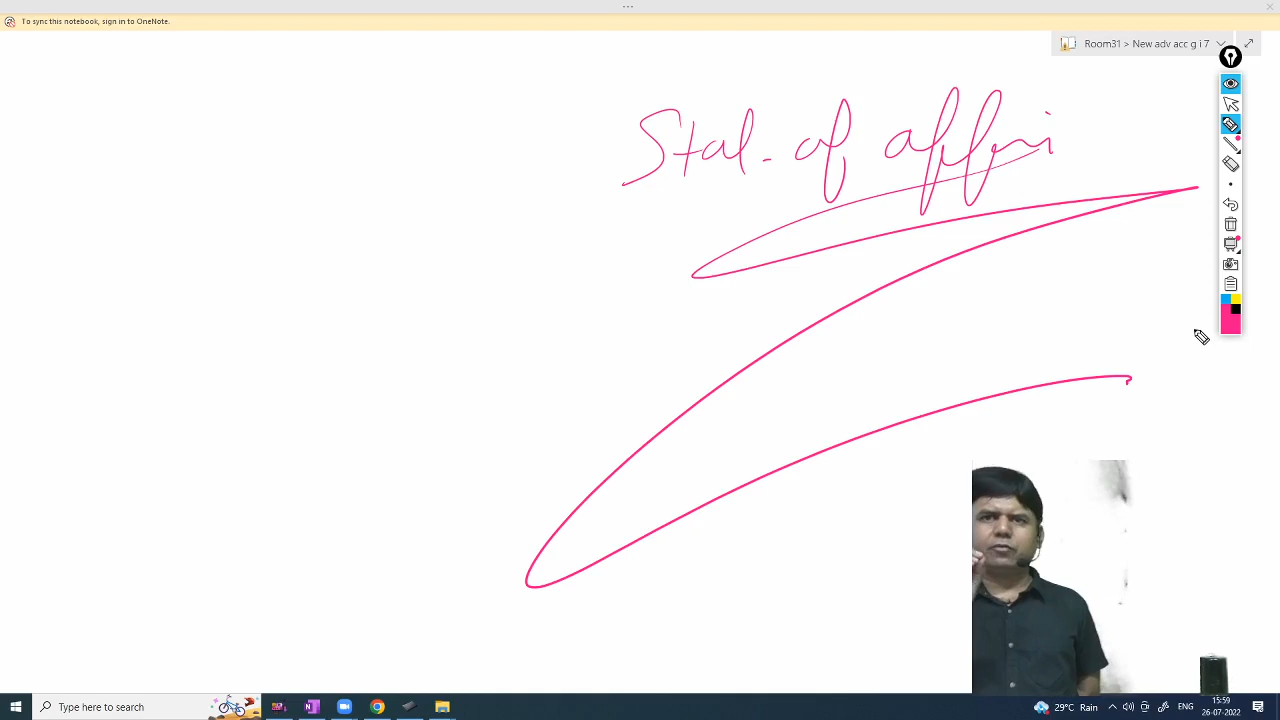 To sync this notebook, sign in to OneNote.
Room31 > New adv acc g i 7
Stat. of affai
Type here to search
29°C Rain
ENG
15:59
26-07-2022